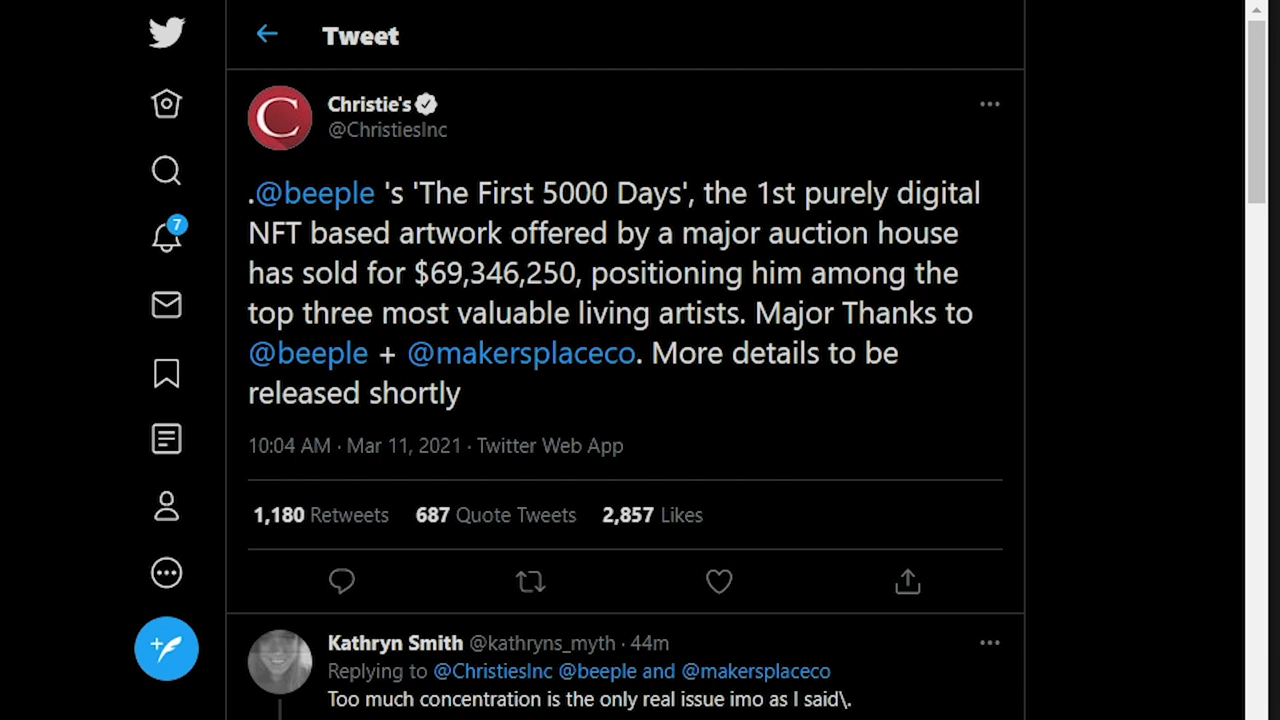 Tweet
C
Christie's
@ChristiesInc
.@beeple 's 'The First 5000 Days', the 1st purely digital
NFT based artwork offered by a major auction house
has sold for $69,346,250, positioning him among the
top three most valuable living artists. Major Thanks to
@beeple + @makersplaceco. More details to be
released shortly
10:04 AM · Mar 11, 2021 · Twitter Web App
1,180 Retweets 687 Quote Tweets 2,857 Likes
7
Kathryn Smith @kathryns_myth · 44m
Replying to @ChristiesInc @beeple and @makersplaceco
Too much concentration is the only real issue imo as I said\.